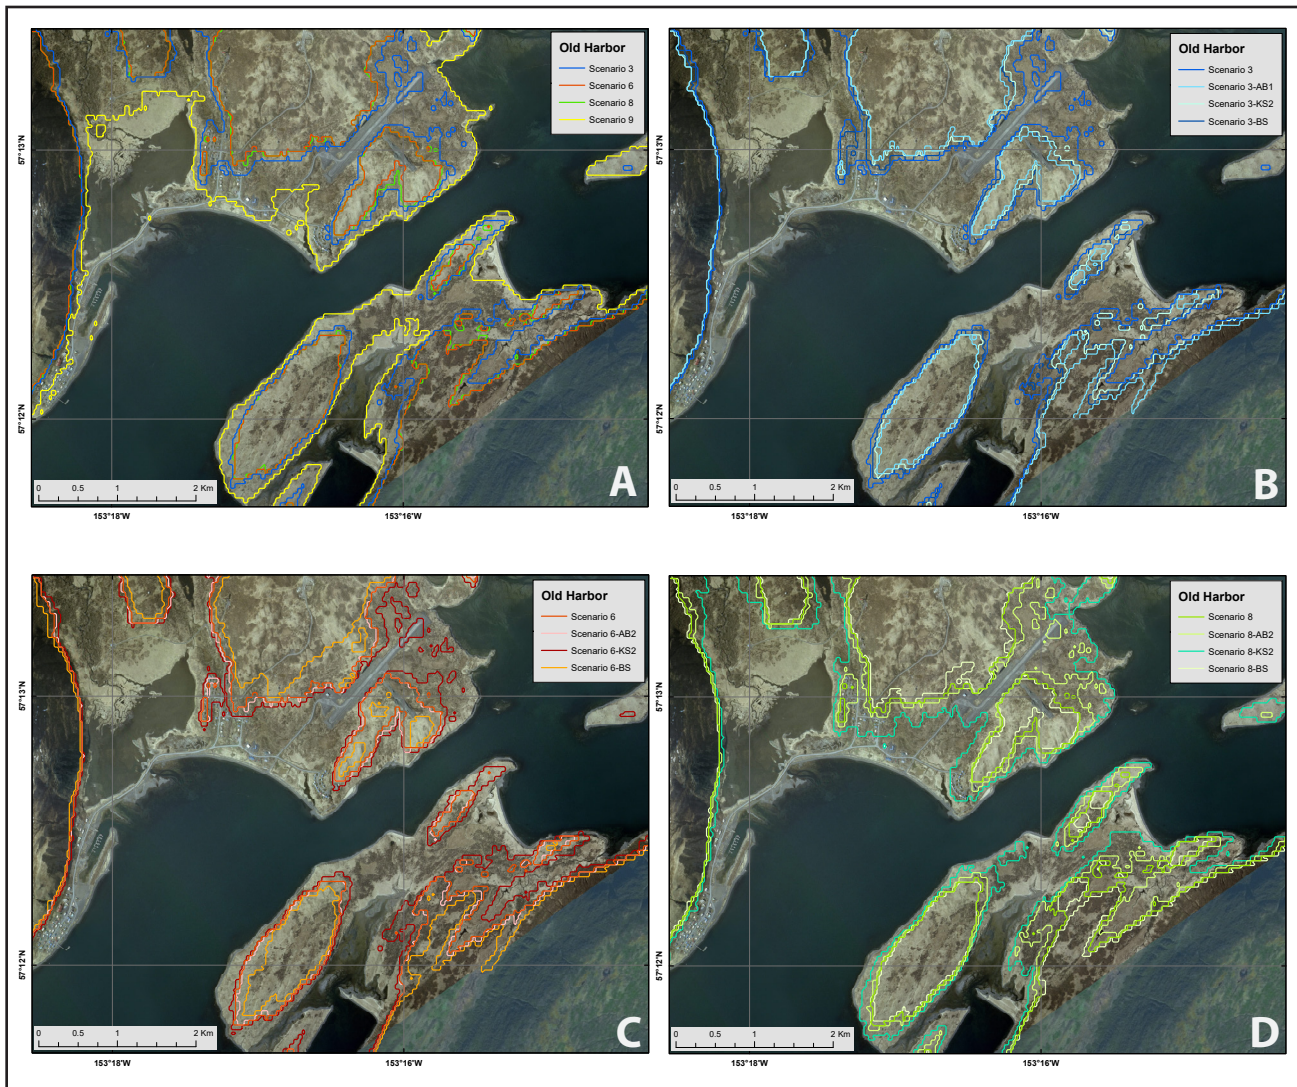 Old Harbor
Scenario 3
Scenario 6
Scenario 8
Scenario 9
57°13'N
57°12'N
0 0.5 1 2 Km
A
153°18'W 153°16'W
Old Harbor
Scenario 3
Scenario 3-AB1
Scenario 3-KS2
Scenario 3-BS
57°13'N
57°12'N
0 0.5 1 2 Km
B
153°18'W 153°16'W
Old Harbor
Scenario 6
Scenario 6-AB2
Scenario 6-KS2
Scenario 6-BS
57°13'N
57°12'N
0 0.5 1 2 Km
C
153°18'W 153°16'W
Old Harbor
Scenario 8
Scenario 8-AB2
Scenario 8-KS2
Scenario 8-BS
57°13'N
57°12'N
0 0.5 1 2 Km
D
153°18'W 153°16'W